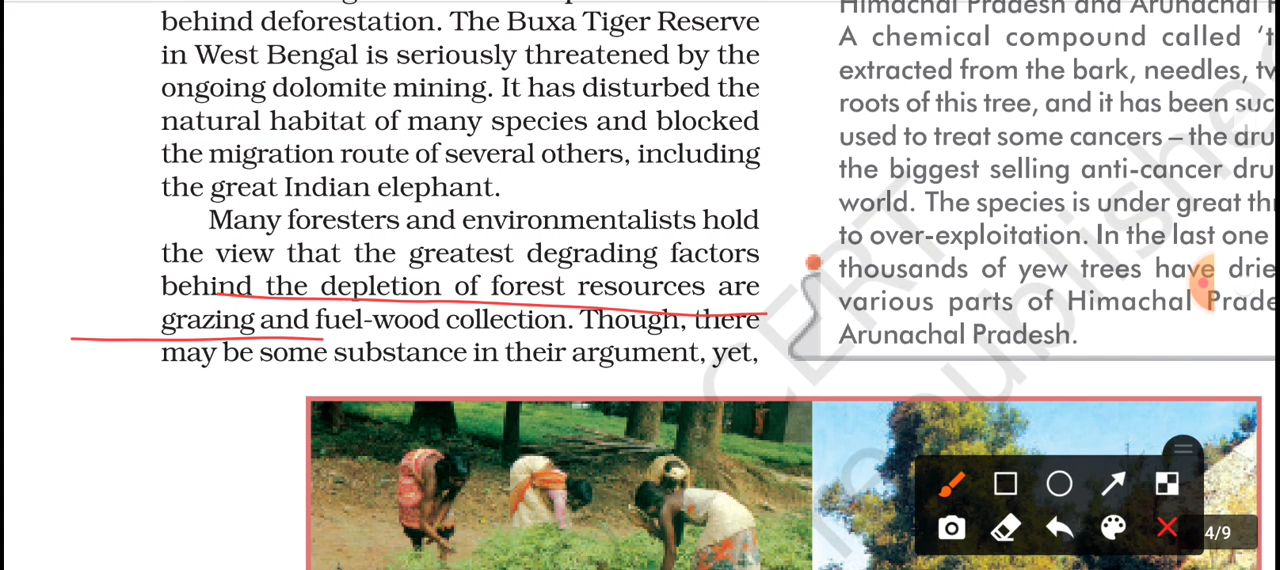 behind deforestation. The Buxa Tiger Reserve
in West Bengal is seriously threatened by the
ongoing dolomite mining. It has disturbed the
natural habitat of many species and blocked
the migration route of several others, including
the great Indian elephant.
Many foresters and environmentalists hold
the view that the greatest degrading factors
behind the depletion of forest resources are
grazing and fuel-wood collection. Though, there
may be some substance in their argument, yet,
Himachal Pradesh and Arunachal
A chemical compound called
extracted from the bark, needles,
roots of this tree, and it has been
used to treat some cancers – the
the biggest selling anti-cancer
world. The species is under great
to over-exploitation. In the last one
thousands of yew trees have
various parts of Himachal
Arunachal Pradesh.
4/9